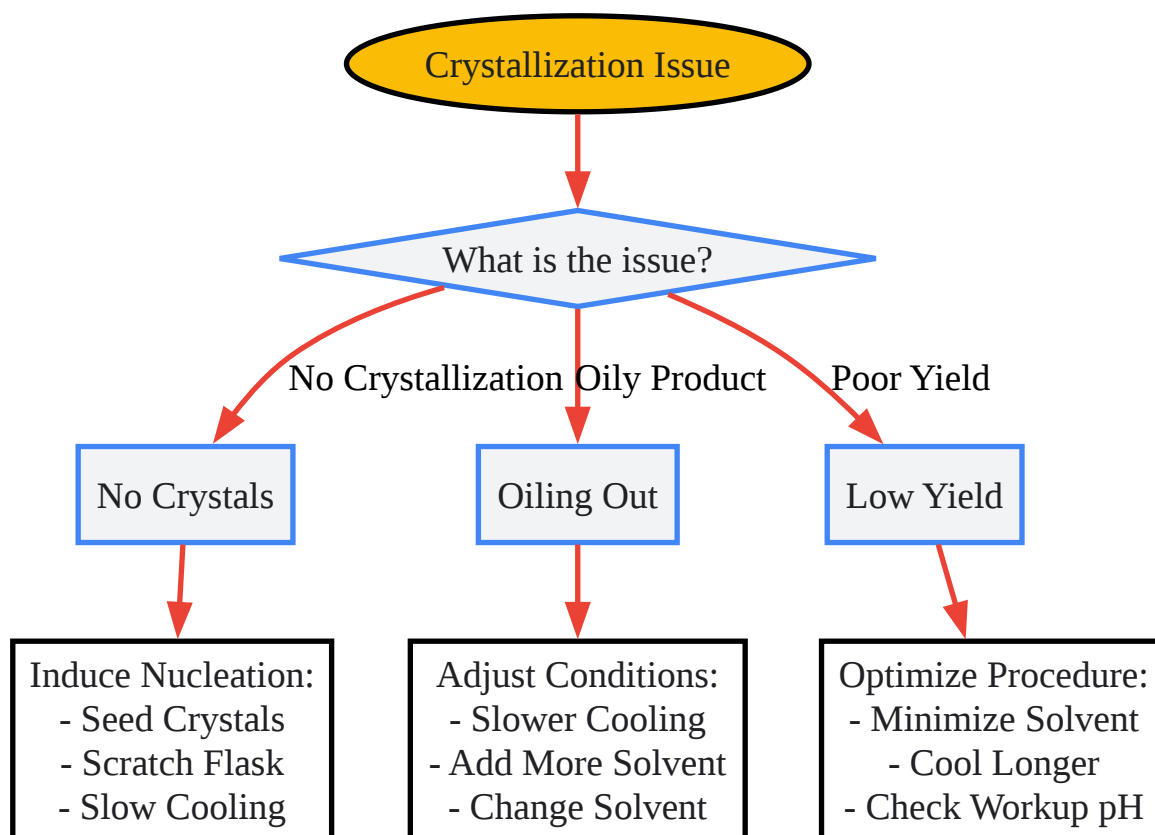 Crystallization Issue
What is the issue?
No Crystallization
Oily Product
Poor Yield
No Crystals
Oiling Out
Low Yield
Induce Nucleation:
- Seed Crystals
- Scratch Flask
- Slow Cooling
Adjust Conditions:
- Slower Cooling
- Add More Solvent
- Change Solvent
Optimize Procedure:
- Minimize Solvent
- Cool Longer
- Check Workup pH